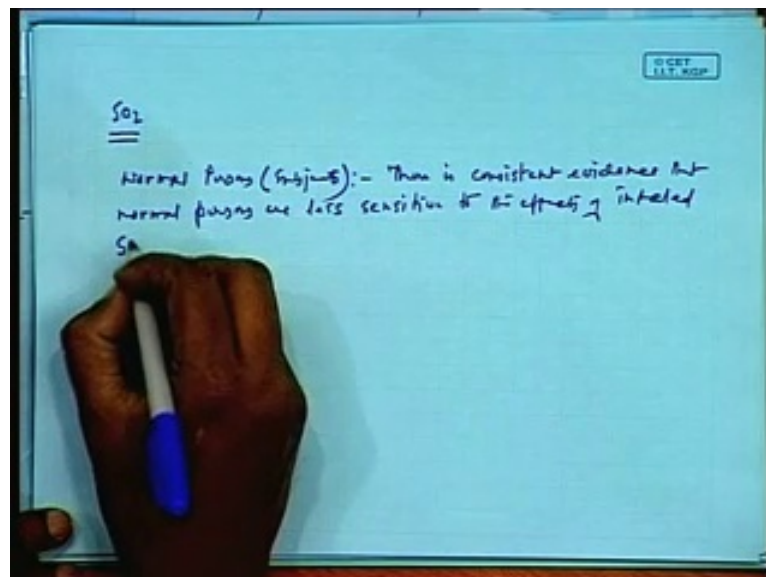 © CET
I.I.T. KGP
SO2
Normal Persons (Subjects):- There is consistent evidence that
normal persons are less sensitive to the effects of inhaled
SO